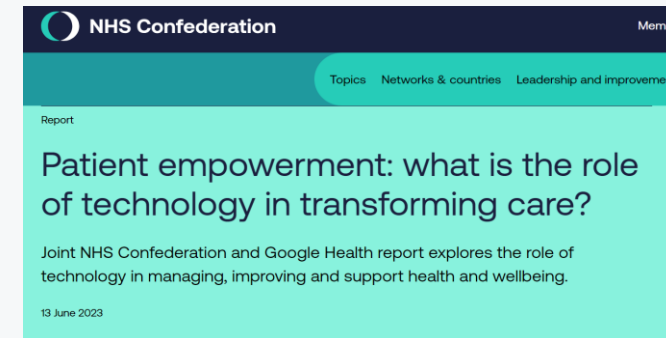 NHS Confederation
Topics Networks & countries Leadership and
Report
Patient empowerment: what is the role
of technology in transforming care?
Joint NHS Confederation and Google Health report explores the role of
technology in managing, improving and support health and wellbeing.
13 June 2023